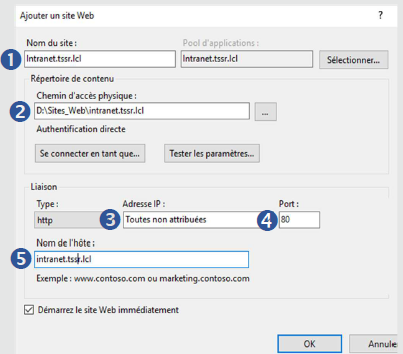 Ajouter un site Web ?
Nom du site : Pool d'applications :
1 Intranet.tssr.lcl Intranet.tssr.lcl Sélectionner...
Répertoire de contenu
Chemin d'accès physique :
2 D:\Sites_Web\intranet.tssr.lcl ...
Authentification directe
Se connecter en tant que... Tester les paramètres...
Liaison
Type : Adresse IP : Port :
http 3 Toutes non attribuées 4 80
Nom de l'hôte :
5 intranet.tssr.lcl
Exemple : www.contoso.com ou marketing.contoso.com
Démarrez le site Web immédiatement
OK Annule